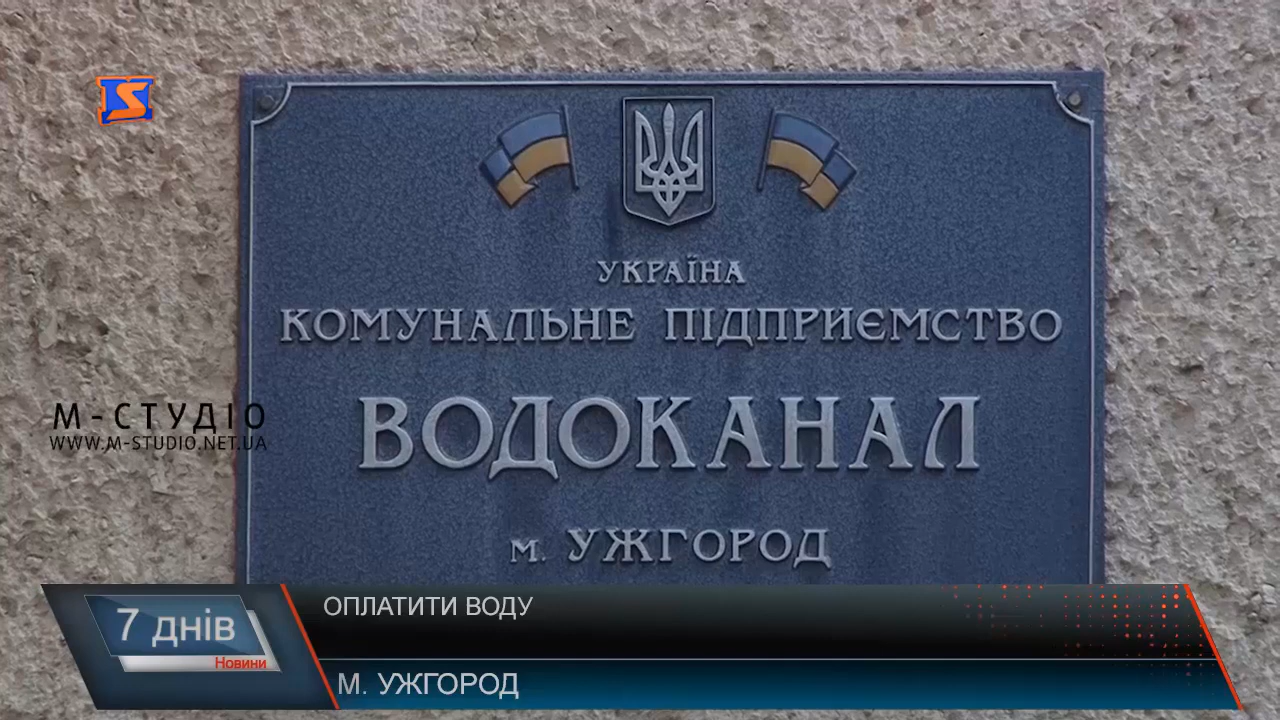 УКРАЇНА
КОМУНАЛЬНЕ ПІДПРИЄМСТВО
ВОДОКАНАЛ
м. УЖГОРОД
М-СТУДІО
WWW.M-STUDIO.NET.UA
7 днів
Новини
ОПЛАТИТИ ВОДУ
М. УЖГОРОД